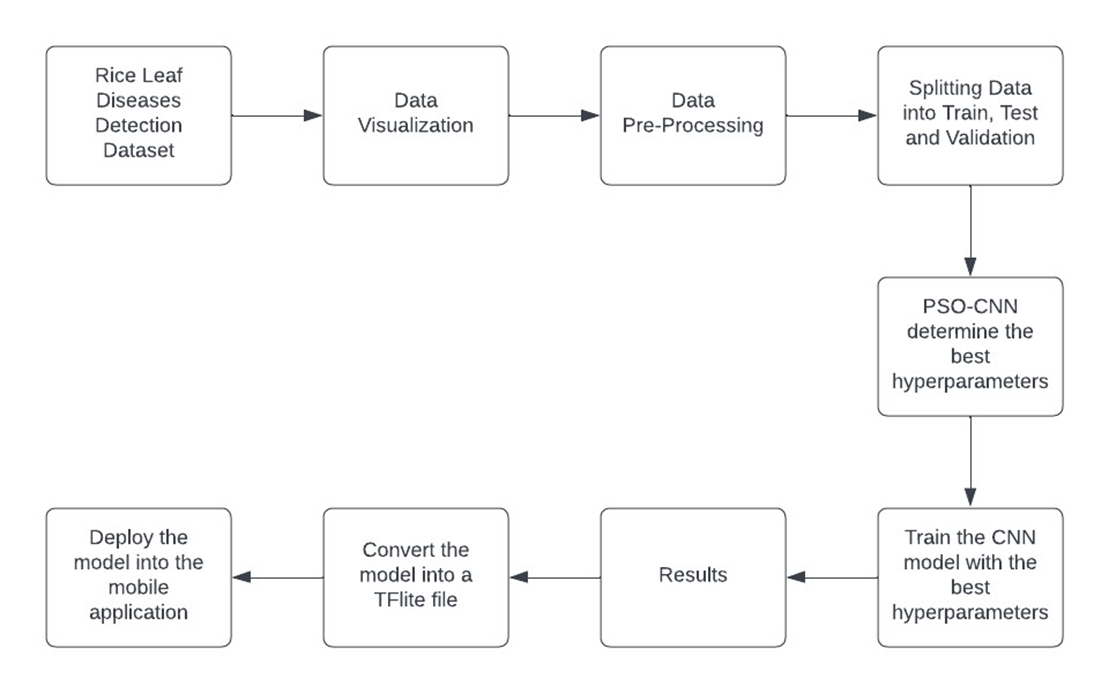 Rice Leaf
Diseases
Detection
Dataset
Data
Visualization
Data
Pre-Processing
Splitting Data
into Train, Test
and Validation
PSO-CNN
determine the
best
hyperparameters
Train the CNN
model with the
best
hyperparameters
Results
Convert the
model into a
TFlite file
Deploy the
model into the
mobile
application